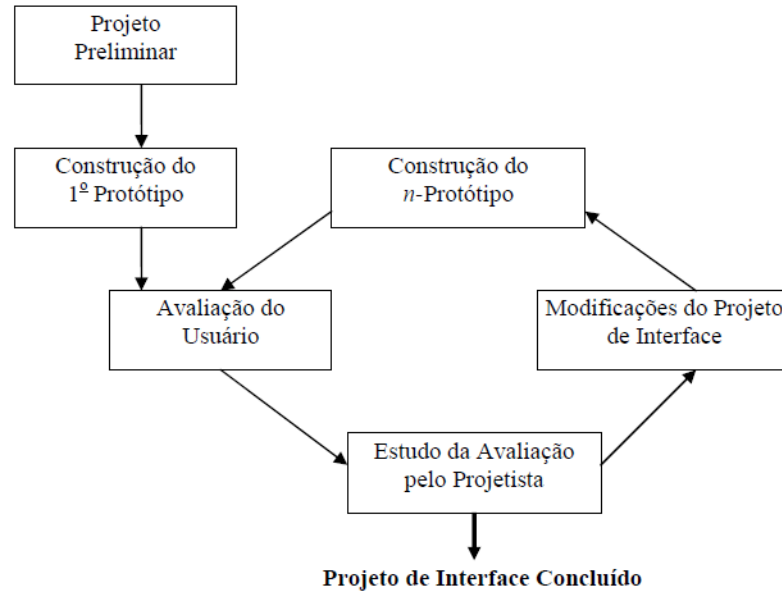 Projeto
Preliminar
Construção do
1º Protótipo
Construção do
n-Protótipo
Avaliação do
Usuário
Modificações do Projeto
de Interface
Estudo da Avaliação
pelo Projetista
Projeto de Interface Concluído